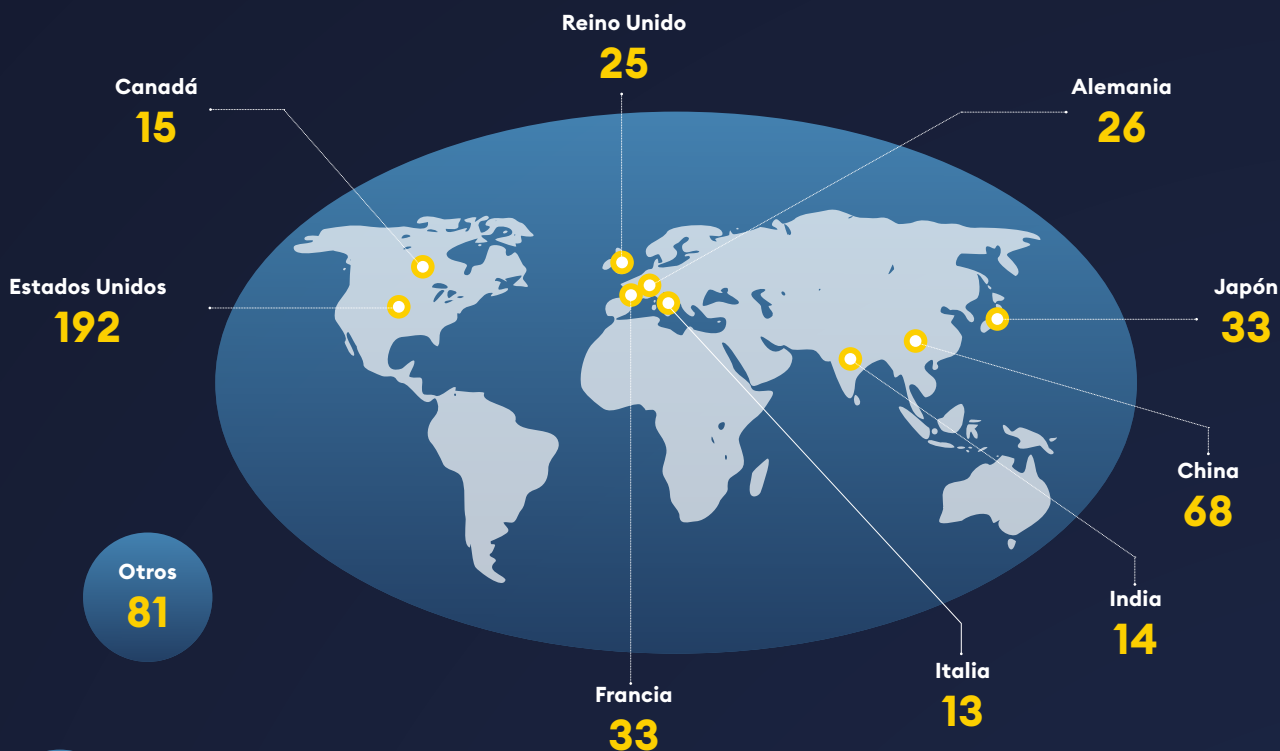 Reino Unido
25
Canadá
15
Alemania
26
Estados Unidos
192
Japón
33
China
68
Otros
81
India
14
Italia
13
Francia
33